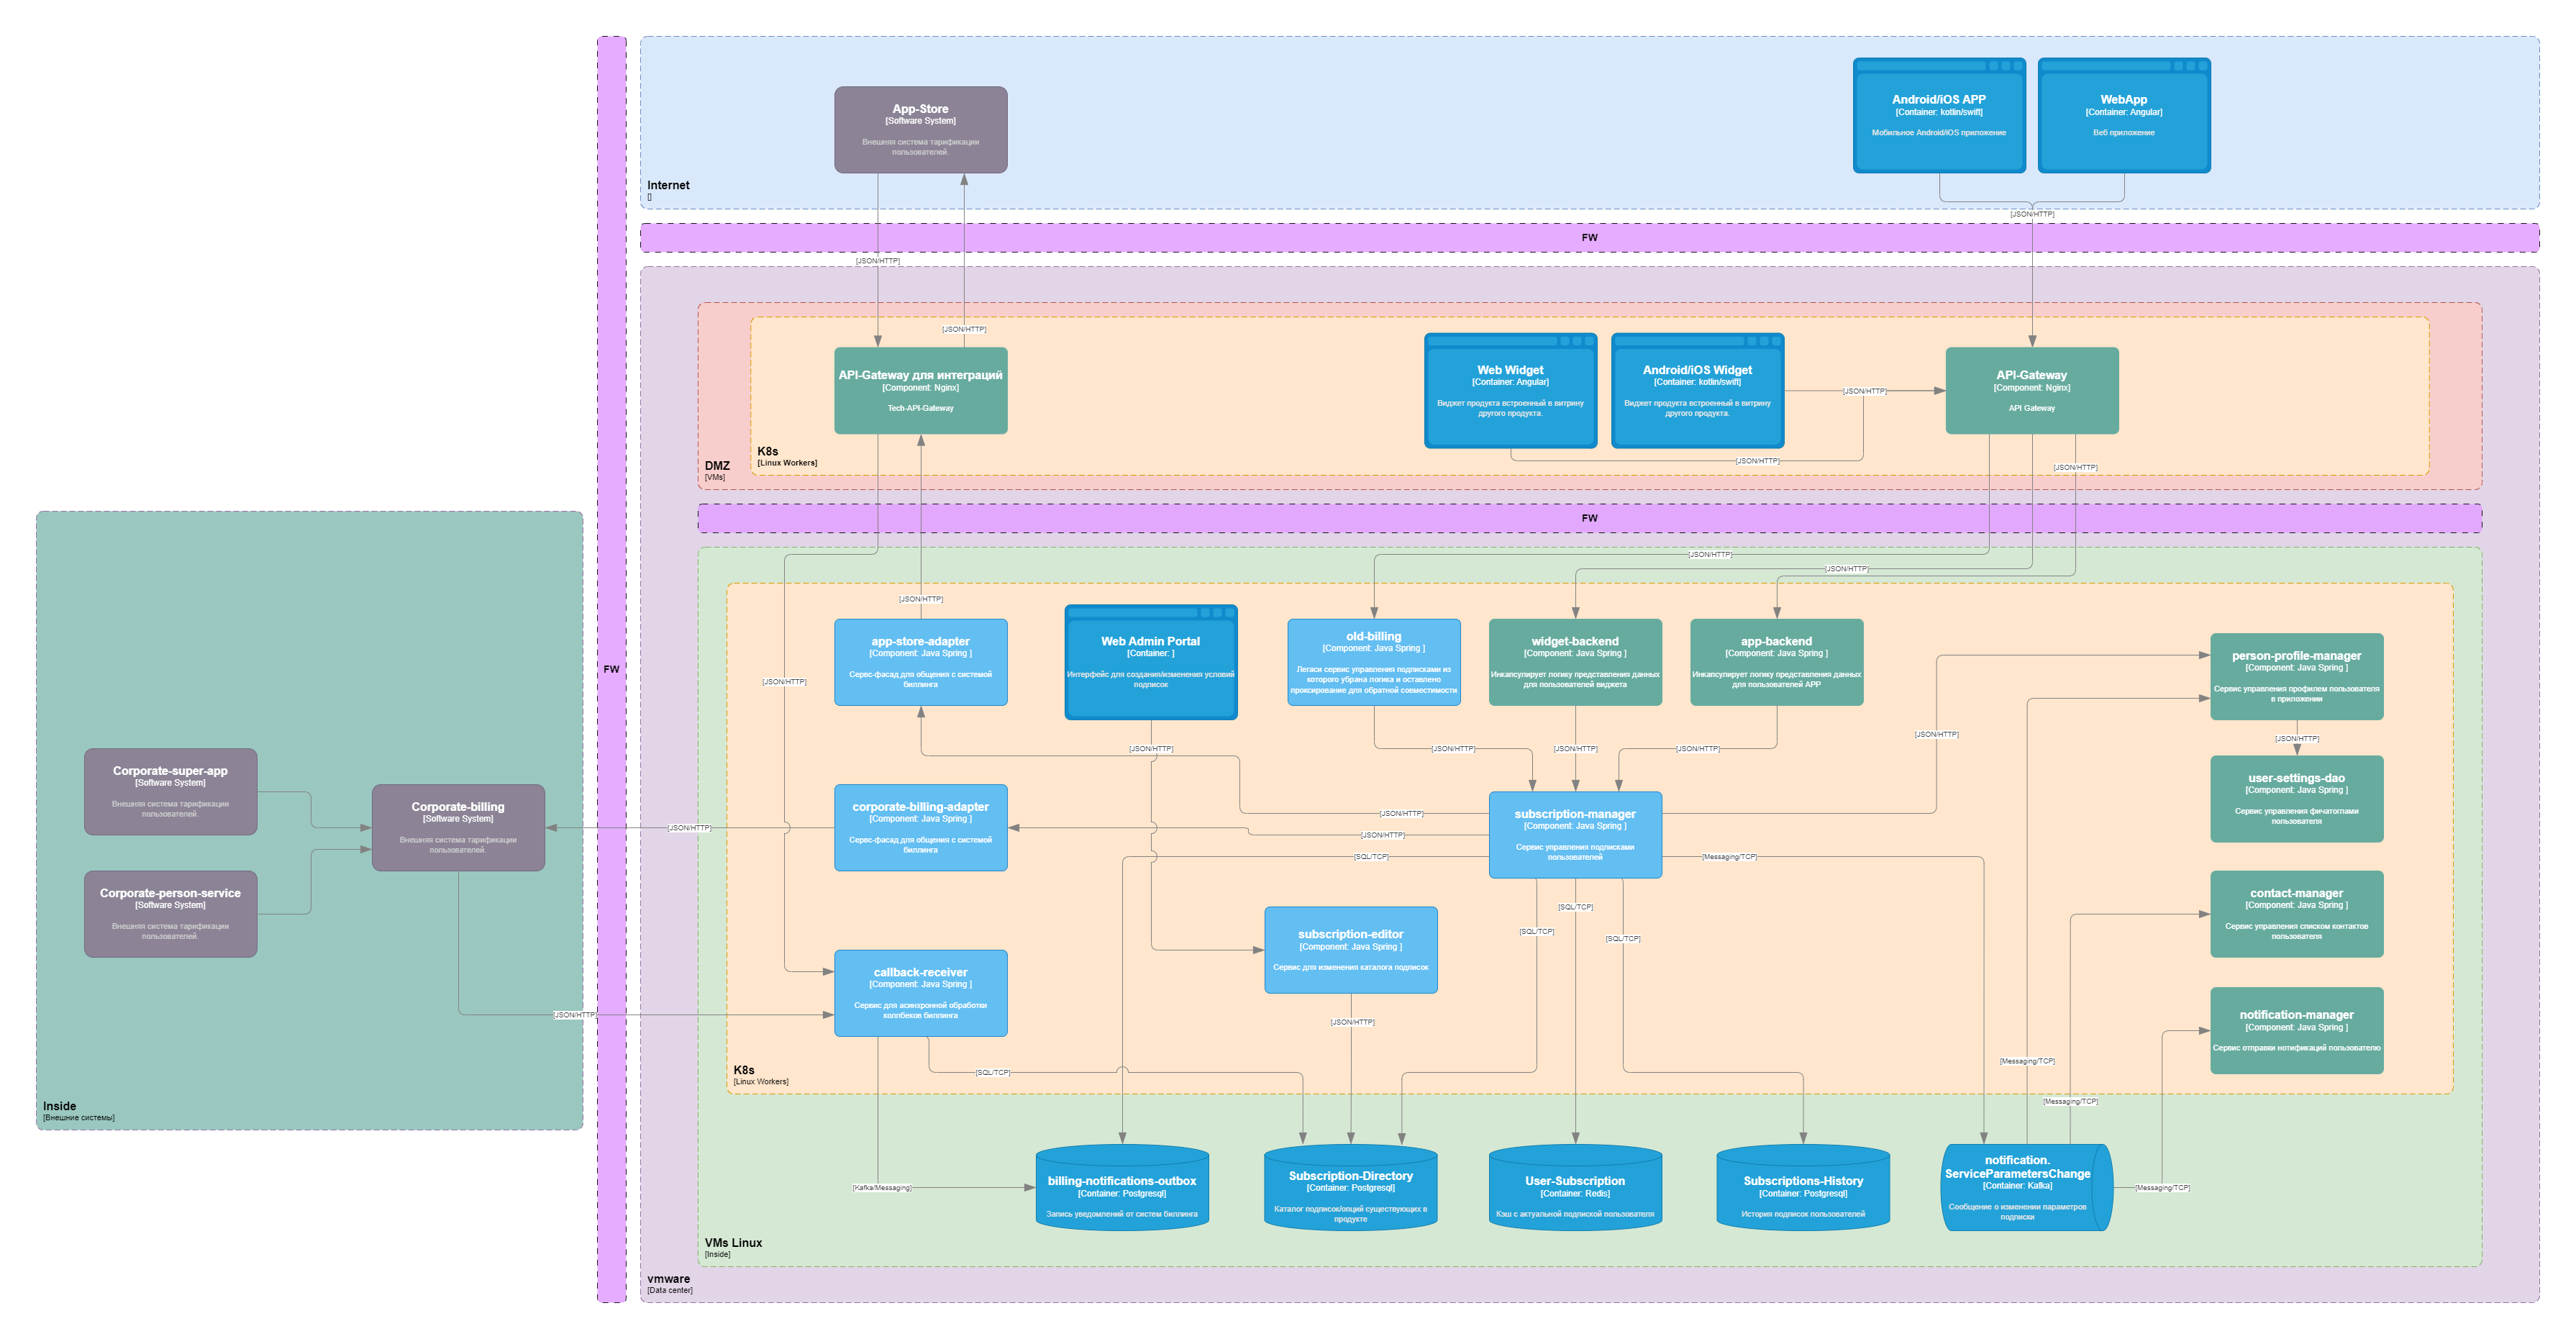 App-Store
[Software System]
Внешняя система тарификации
пользователей.
Android/iOS APP
[Container: kotlin/swift]
Мобильное Android/iOS приложение
WebApp
[Container: Angular]
Веб приложение
Internet
[]
[JSON/HTTP]
FW
[JSON/HTTP]
[JSON/HTTP]
API-Gateway для интеграций
[Component: Nginx]
Tech-API-Gateway
Web Widget
[Container: Angular]
Виджет продукта встроенный в витрину
другого продукта.
Android/iOS Widget
[Container: kotlin/swift]
Виджет продукта встроенный в витрину
другого продукта.
[JSON/HTTP]
API-Gateway
[Component: Nginx]
API Gateway
K8s
[Linux Workers]
[JSON/HTTP]
[JSON/HTTP]
DMZ
[VMs]
FW
[JSON/HTTP]
[JSON/HTTP]
[JSON/HTTP]
app-store-adapter
[Component: Java Spring ]
Сервс-фасад для общения с системой
биллинга
Web Admin Portal
[Container: ]
Интерфейс для создания/изменения условий
подписок
old-billing
[Component: Java Spring ]
Легаси сервис управления подписками из
которого убрана логика и оставлено
проксирование для обратной совместимости
widget-backend
[Component: Java Spring ]
Инкапсулирует логику представления данных
для пользователей виджета
app-backend
[Component: Java Spring ]
Инкапсулирует логику представления данных
для пользователей APP
person-profile-manager
[Component: Java Spring ]
Сервис управления профилем пользователя
в приложении
FW
[JSON/HTTP]
[JSON/HTTP]
[JSON/HTTP]
[JSON/HTTP]
[JSON/HTTP]
[JSON/HTTP]
[JSON/HTTP]
Corporate-super-app
[Software System]
Внешняя система тарификации
пользователей.
Corporate-billing
[Software System]
Внешняя система тарификации
пользователей.
[JSON/HTTP]
corporate-billing-adapter
[Component: Java Spring ]
Сервс-фасад для общения с системой
биллинга
[JSON/HTTP]
[JSON/HTTP]
[SQL/TCP]
subscription-manager
[Component: Java Spring ]
Сервис управления подписками
пользователей
[Messaging/TCP]
user-settings-dao
[Component: Java Spring ]
Сервис управления фичатоглами
пользователя
Corporate-person-service
[Software System]
Внешняя система тарификации
пользователей.
[SQL/TCP]
[SQL/TCP]
[SQL/TCP]
contact-manager
[Component: Java Spring ]
Сервис управления списком контактов
пользователя
subscription-editor
[Component: Java Spring ]
Сервис для изменения каталога подписок
callback-receiver
[Component: Java Spring ]
Сервис для асинхронной обработки
коллбеков биллинга
[JSON/HTTP]
[JSON/HTTP]
notification-manager
[Component: Java Spring ]
Сервис отправки нотификаций пользователю
[Messaging/TCP]
[SQL/TCP]
K8s
[Linux Workers]
[Messaging/TCP]
Inside
[Внешние системы]
[Kafka/Messaging]
billing-notifications-outbox
[Container: Postgresql]
Запись уведомлений от систем биллинга
Subscription-Directory
[Container: Postgresql]
Каталог подписок/опций существующих в
продукте
User-Subscription
[Container: Redis]
Кэш с актуальной подпиской пользователя
Subscriptions-History
[Container: Postgresql]
История подписок пользователей
notification.
ServiceParametersChange
[Container: Kafka]
Сообщение о изменении параметров
подписки
[Messaging/TCP]
VMs Linux
[Inside]
vmware
[Data center]